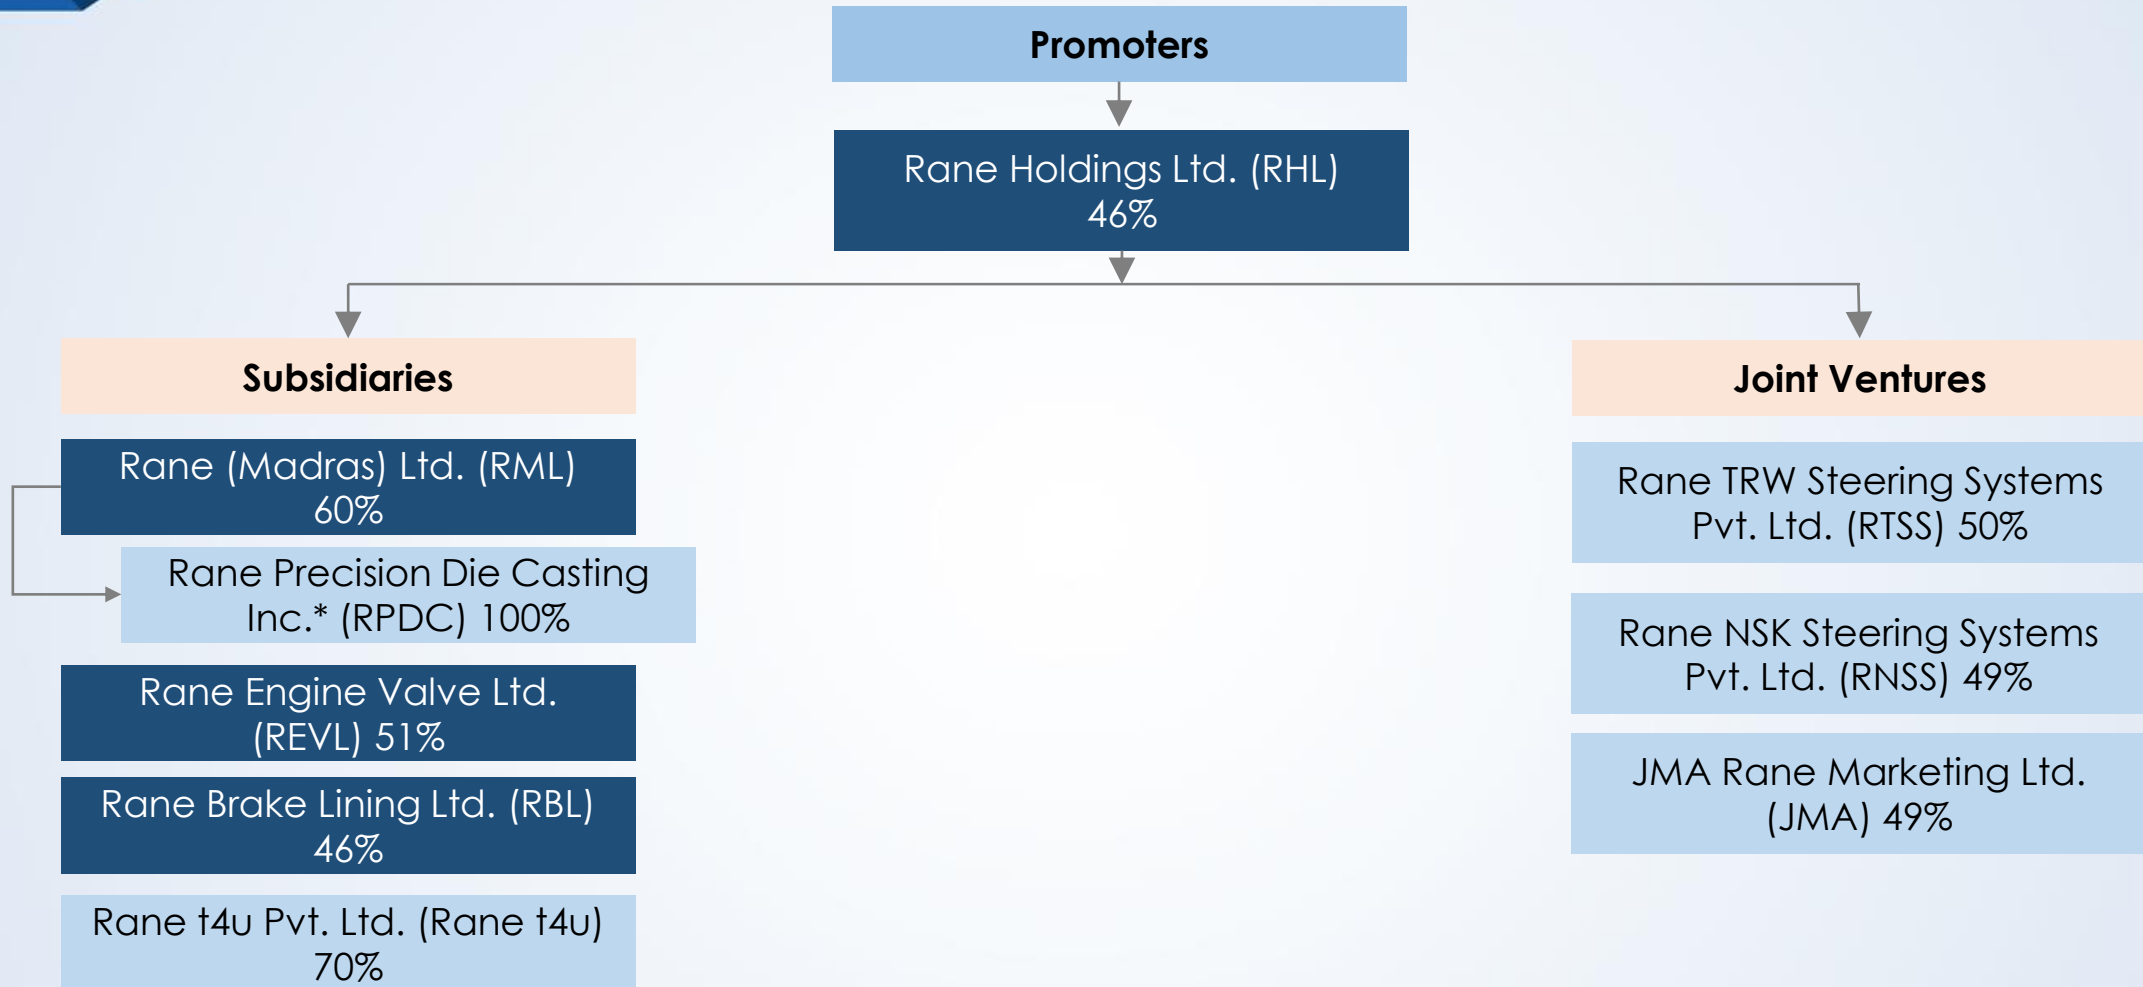 Promoters
Rane Holdings Ltd. (RHL)
46%
Subsidiaries
Rane (Madras) Ltd. (RML)
60%
Rane Precision Die Casting
Inc.* (RPDC) 100%
Rane Engine Valve Ltd.
(REVL) 51%
Rane Brake Lining Ltd. (RBL)
46%
Rane t4u Pvt. Ltd. (Rane t4u)
70%
Joint Ventures
Rane TRW Steering Systems
Pvt. Ltd. (RTSS) 50%
Rane NSK Steering Systems
Pvt. Ltd. (RNSS) 49%
JMA Rane Marketing Ltd.
(JMA) 49%